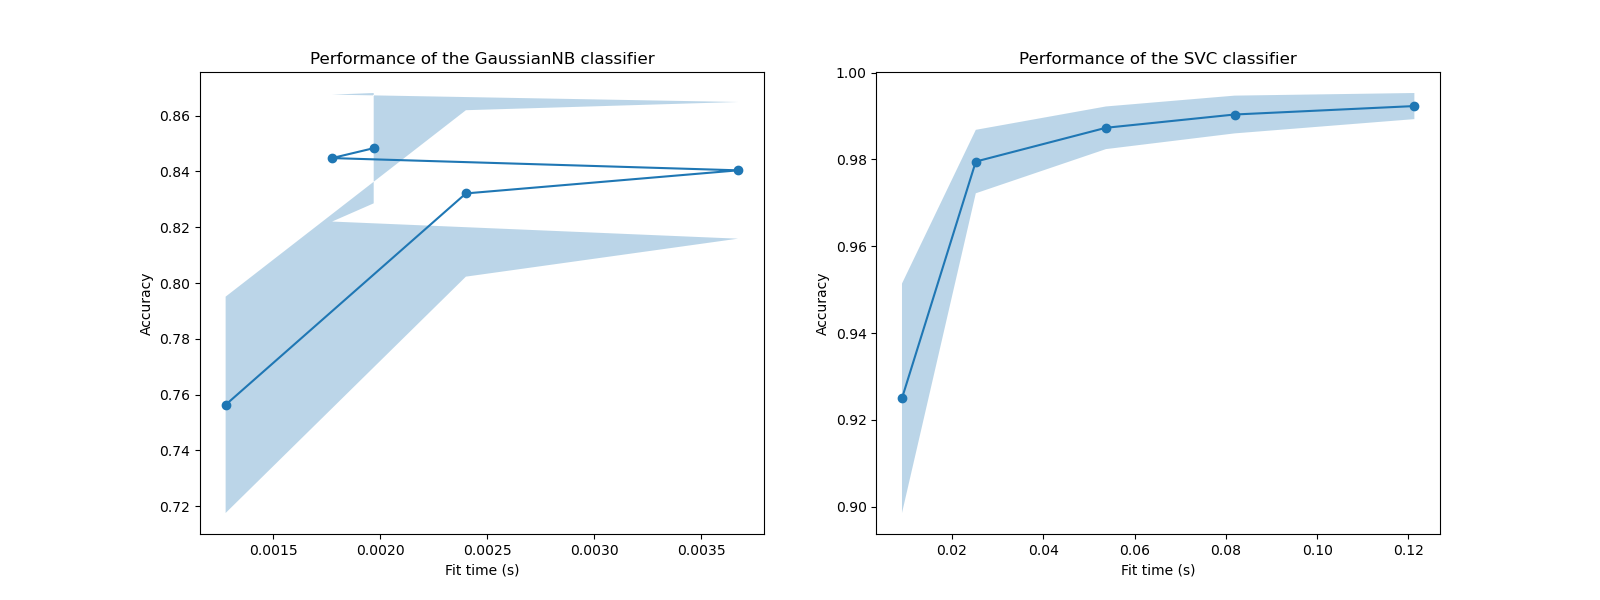 Performance of the GaussianNB classifier
Accuracy
0.86
0.84
0.82
0.80
0.78
0.76
0.74
0.72
0.0015 0.0020 0.0025 0.0030 0.0035
Fit time (s)
Performance of the SVC classifier
Accuracy
1.00
0.98
0.96
0.94
0.92
0.90
0.02 0.04 0.06 0.08 0.10 0.12
Fit time (s)